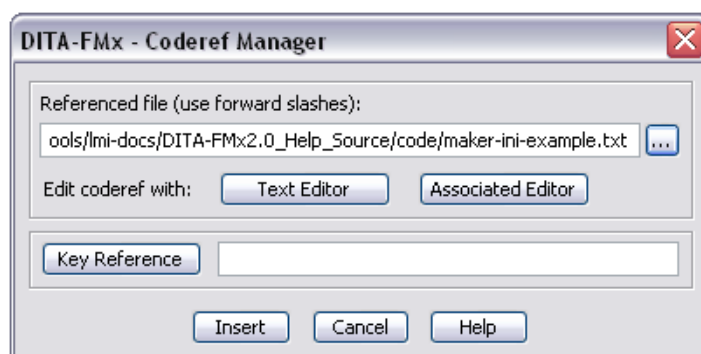 DITA-FMx - Coderef Manager
Referenced file (use forward slashes):
ools/lmi-docs/DITA-FMx2.0_Help_Source/code/maker-ini-example.txt ...
Edit coderef with: Text Editor Associated Editor
Key Reference
Insert Cancel Help